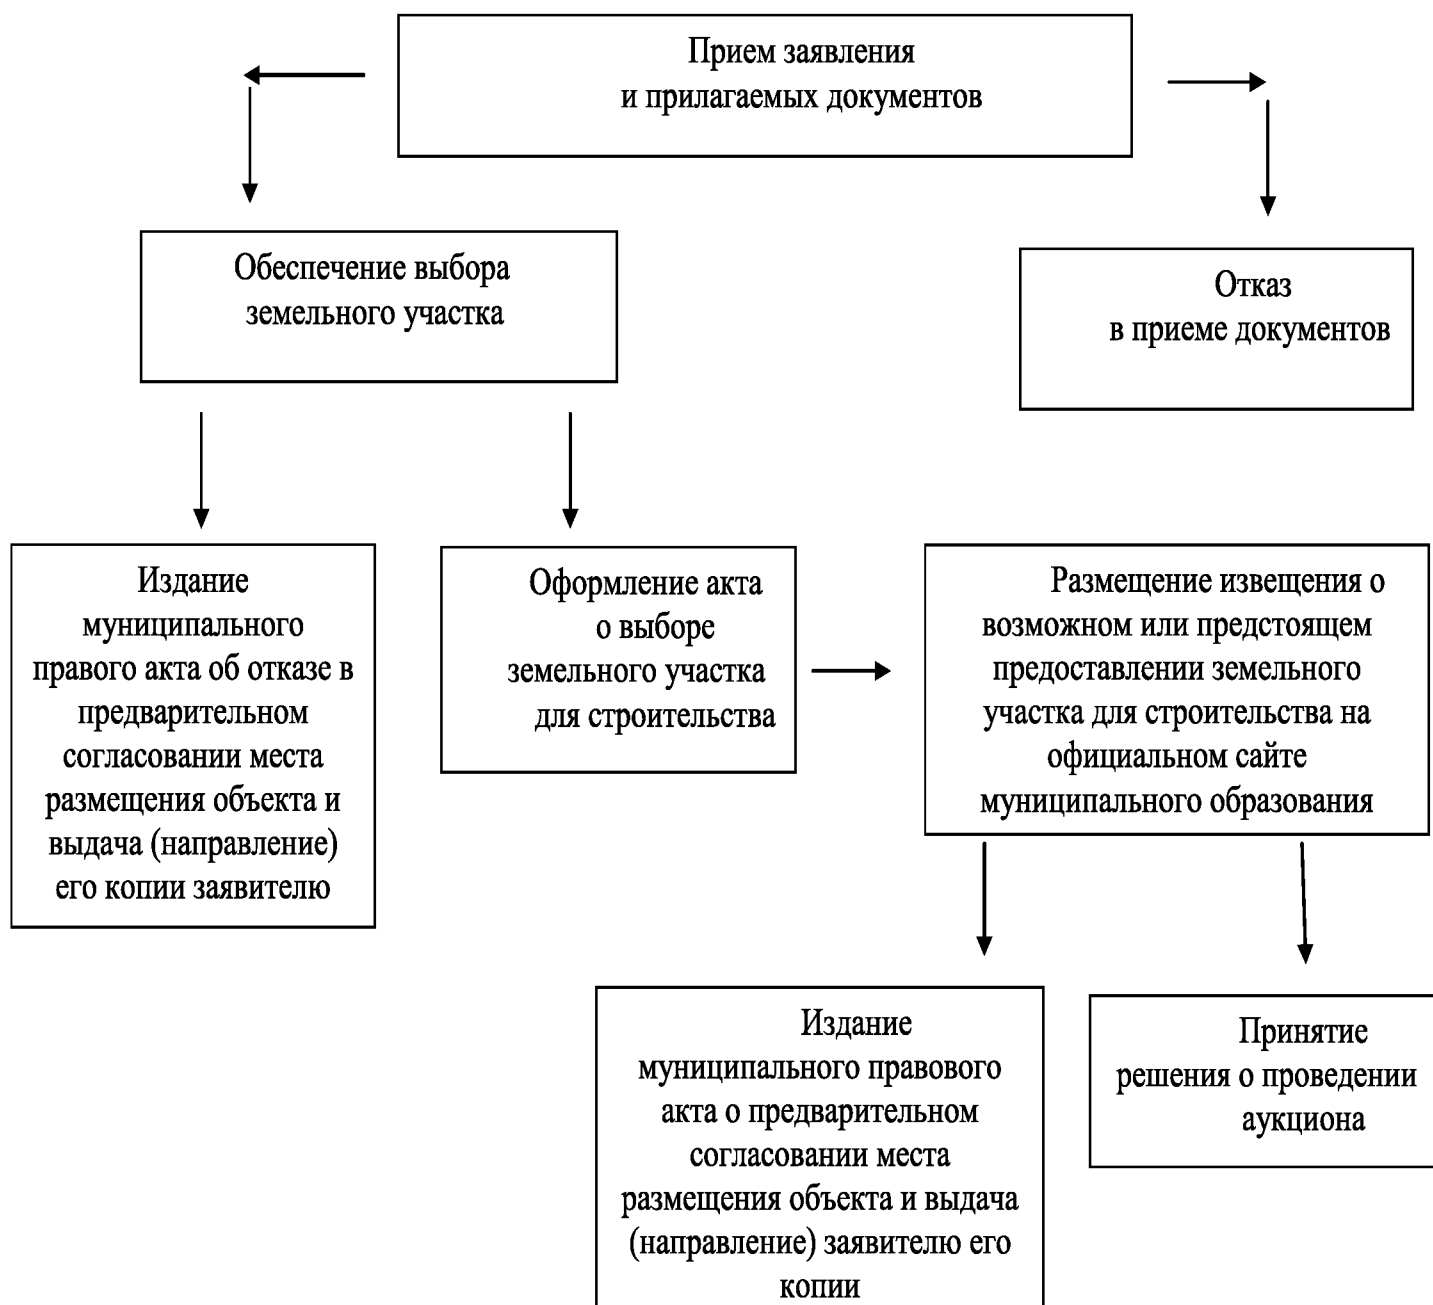 Прием заявления
и прилагаемых документов
Обеспечение выбора
земельного участка
Отказ
в приеме документов
Издание
муниципального
правого акта об отказе в
предварительном
согласовании места
размещения объекта и
выдача (направление)
его копии заявителю
Оформление акта
о выборе
земельного участка
для строительства
Размещение извещения о
возможном или предстоящем
предоставлении земельного
участка для строительства на
официальном сайте
муниципального образования
Издание
муниципального правового
акта о предварительном
согласовании места
размещения объекта и выдача
(направление) заявителю его
копии
Принятие
решения о проведении
аукциона